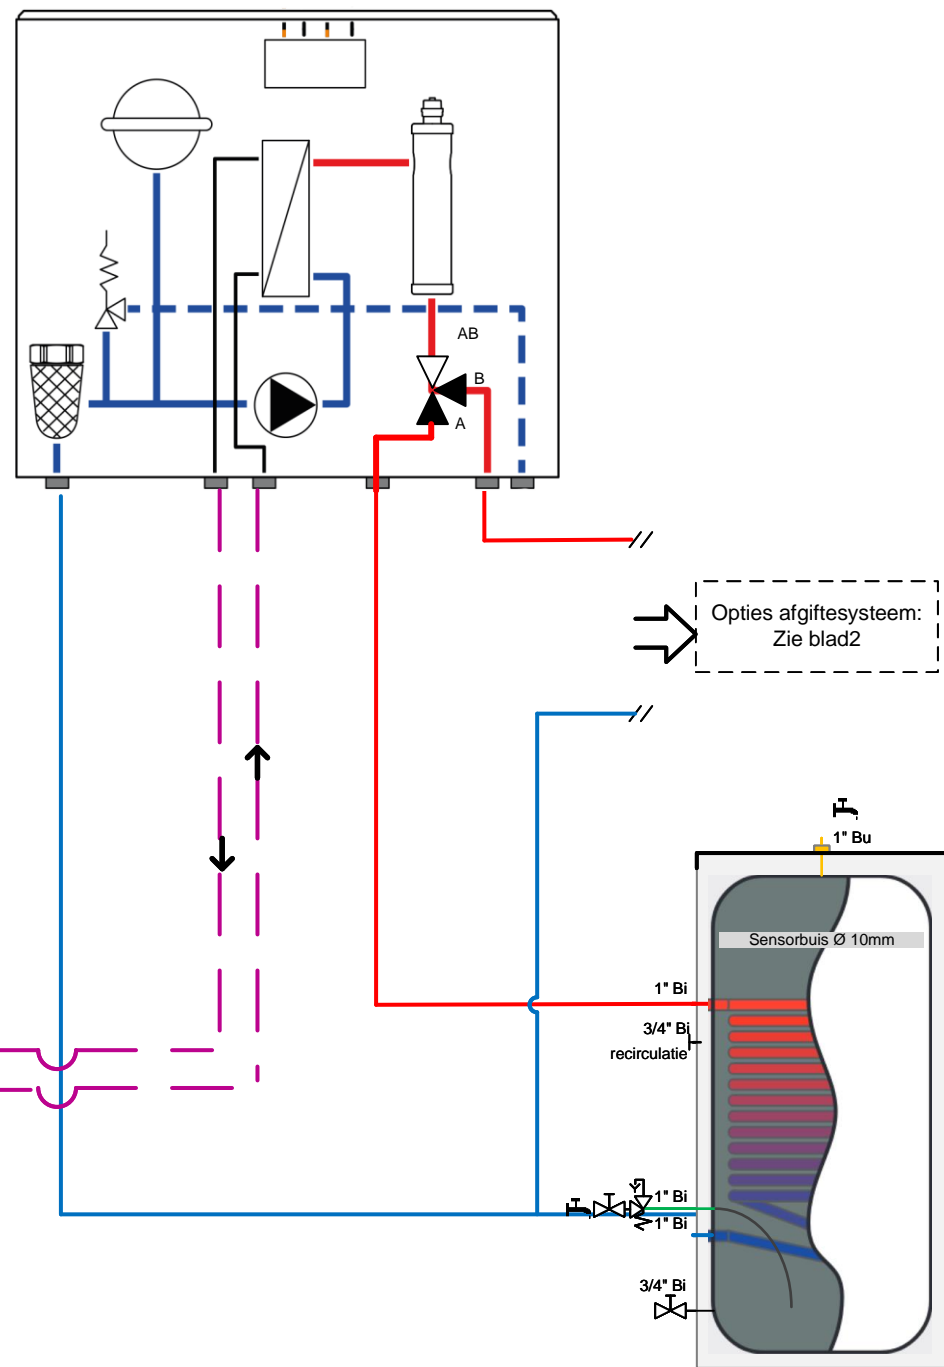 AB
B
A
Opties afgiftesysteem:
Zie blad2
1" Bu
Sensorbuis Ø 10mm
1" Bi
3/4" Bi
recirculatie
1" Bi
1" Bi
3/4" Bi